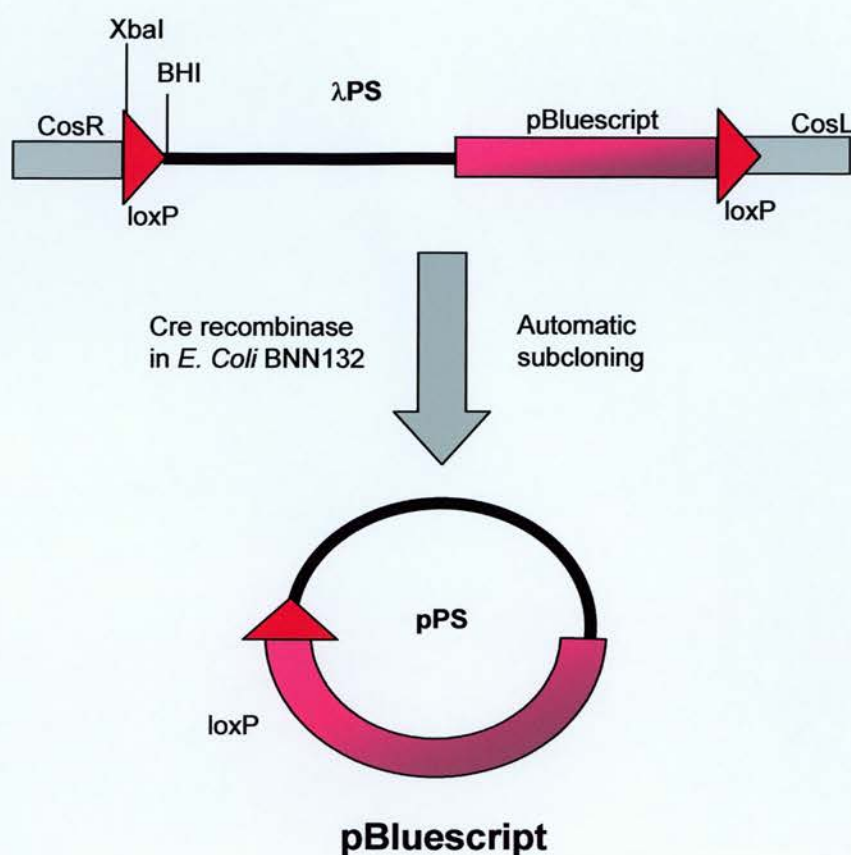 XbaI
BHI
λPS
CosR
pBluescript
CosL
loxP
loxP
Cre recombinase
in E. Coli BNN132
Automatic
subcloning
pPS
loxP
pBluescript